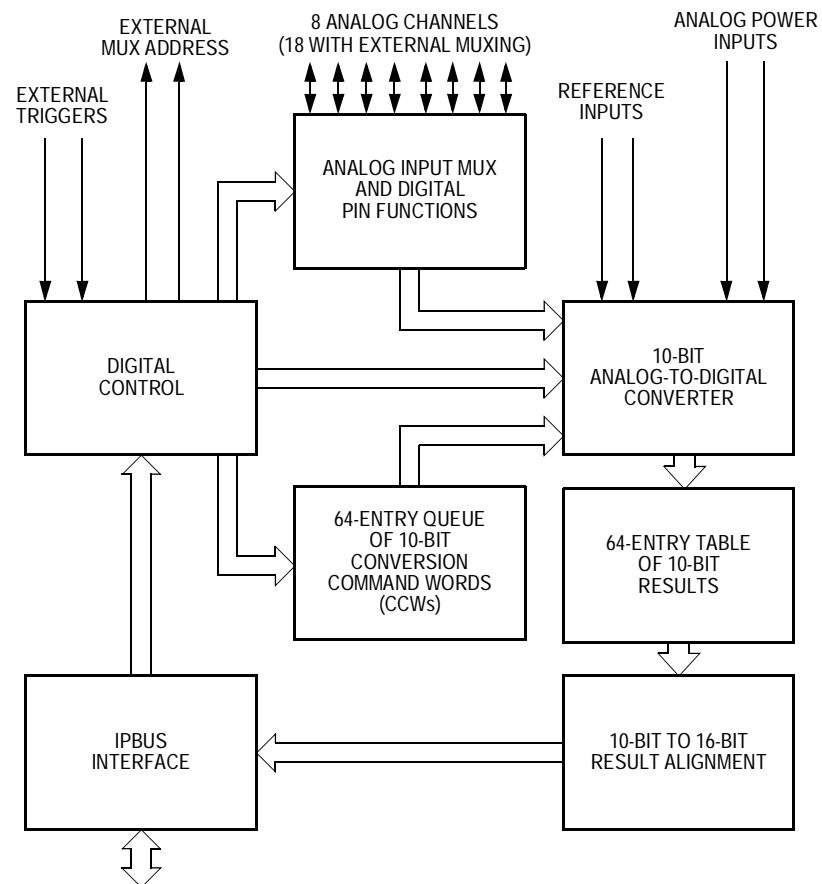 EXTERNAL
MUX ADDRESS
8 ANALOG CHANNELS
(18 WITH EXTERNAL MUXING)
ANALOG POWER
INPUTS
EXTERNAL
TRIGGERS
REFERENCE
INPUTS
ANALOG INPUT MUX
AND DIGITAL
PIN FUNCTIONS
DIGITAL
CONTROL
10-BIT
ANALOG-TO-DIGITAL
CONVERTER
64-ENTRY QUEUE
OF 10-BIT
CONVERSION
COMMAND WORDS
(CCWs)
64-ENTRY TABLE
OF 10-BIT
RESULTS
IPBUS
INTERFACE
10-BIT TO 16-BIT
RESULT ALIGNMENT